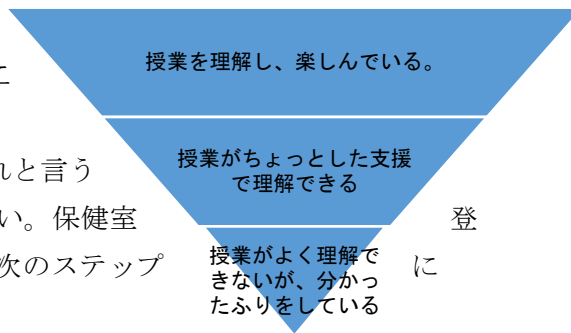 授業を理解し、楽しんでいる。
に
れと言う
授業がちょっとした支援
で理解できる
い。保健室
登
次のステップ
に
授業がよく理解で
きないが、分かっ
たふりをしている